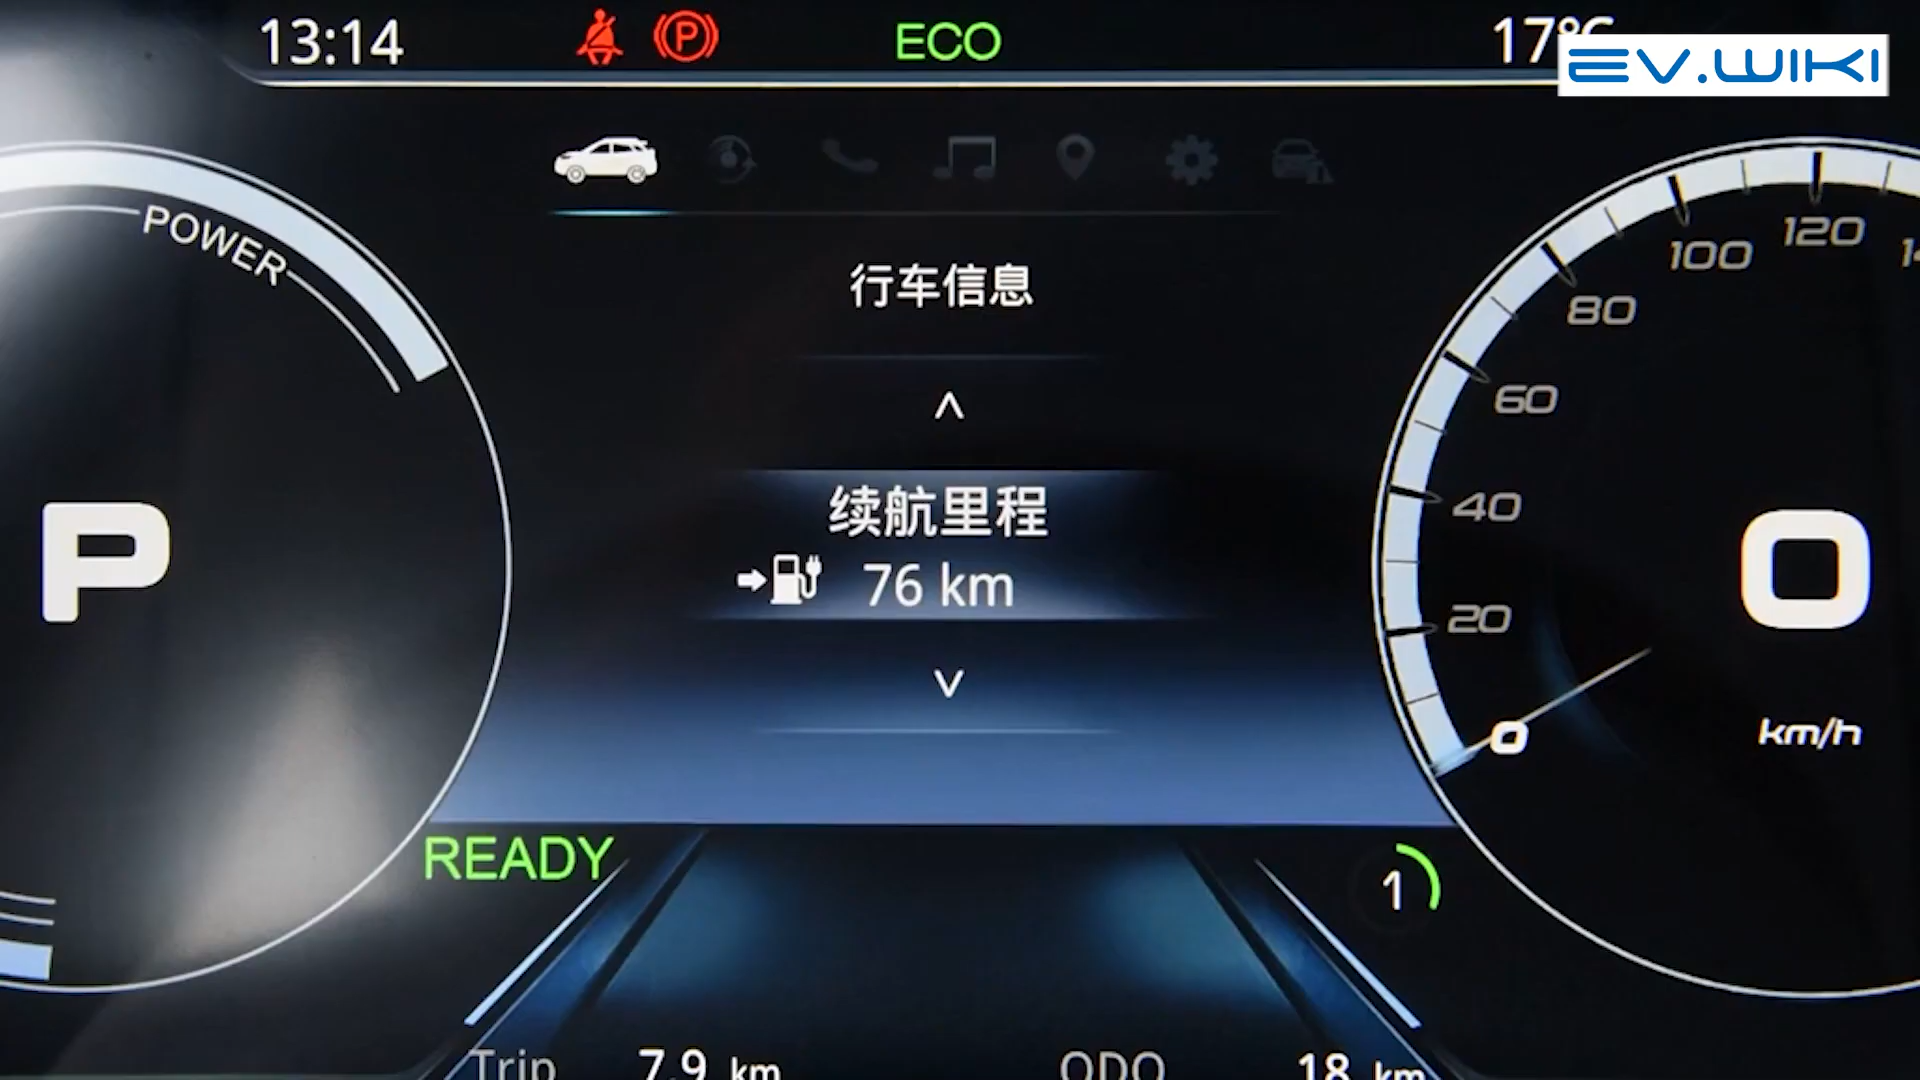 13:14
ECO
17°C
EV.WIKI
POWER
行车信息
100
120
80
60
续航里程
40
76 km
P
0
20
0
km/h
READY
1
Trip 7.9 km
ODO 18 km